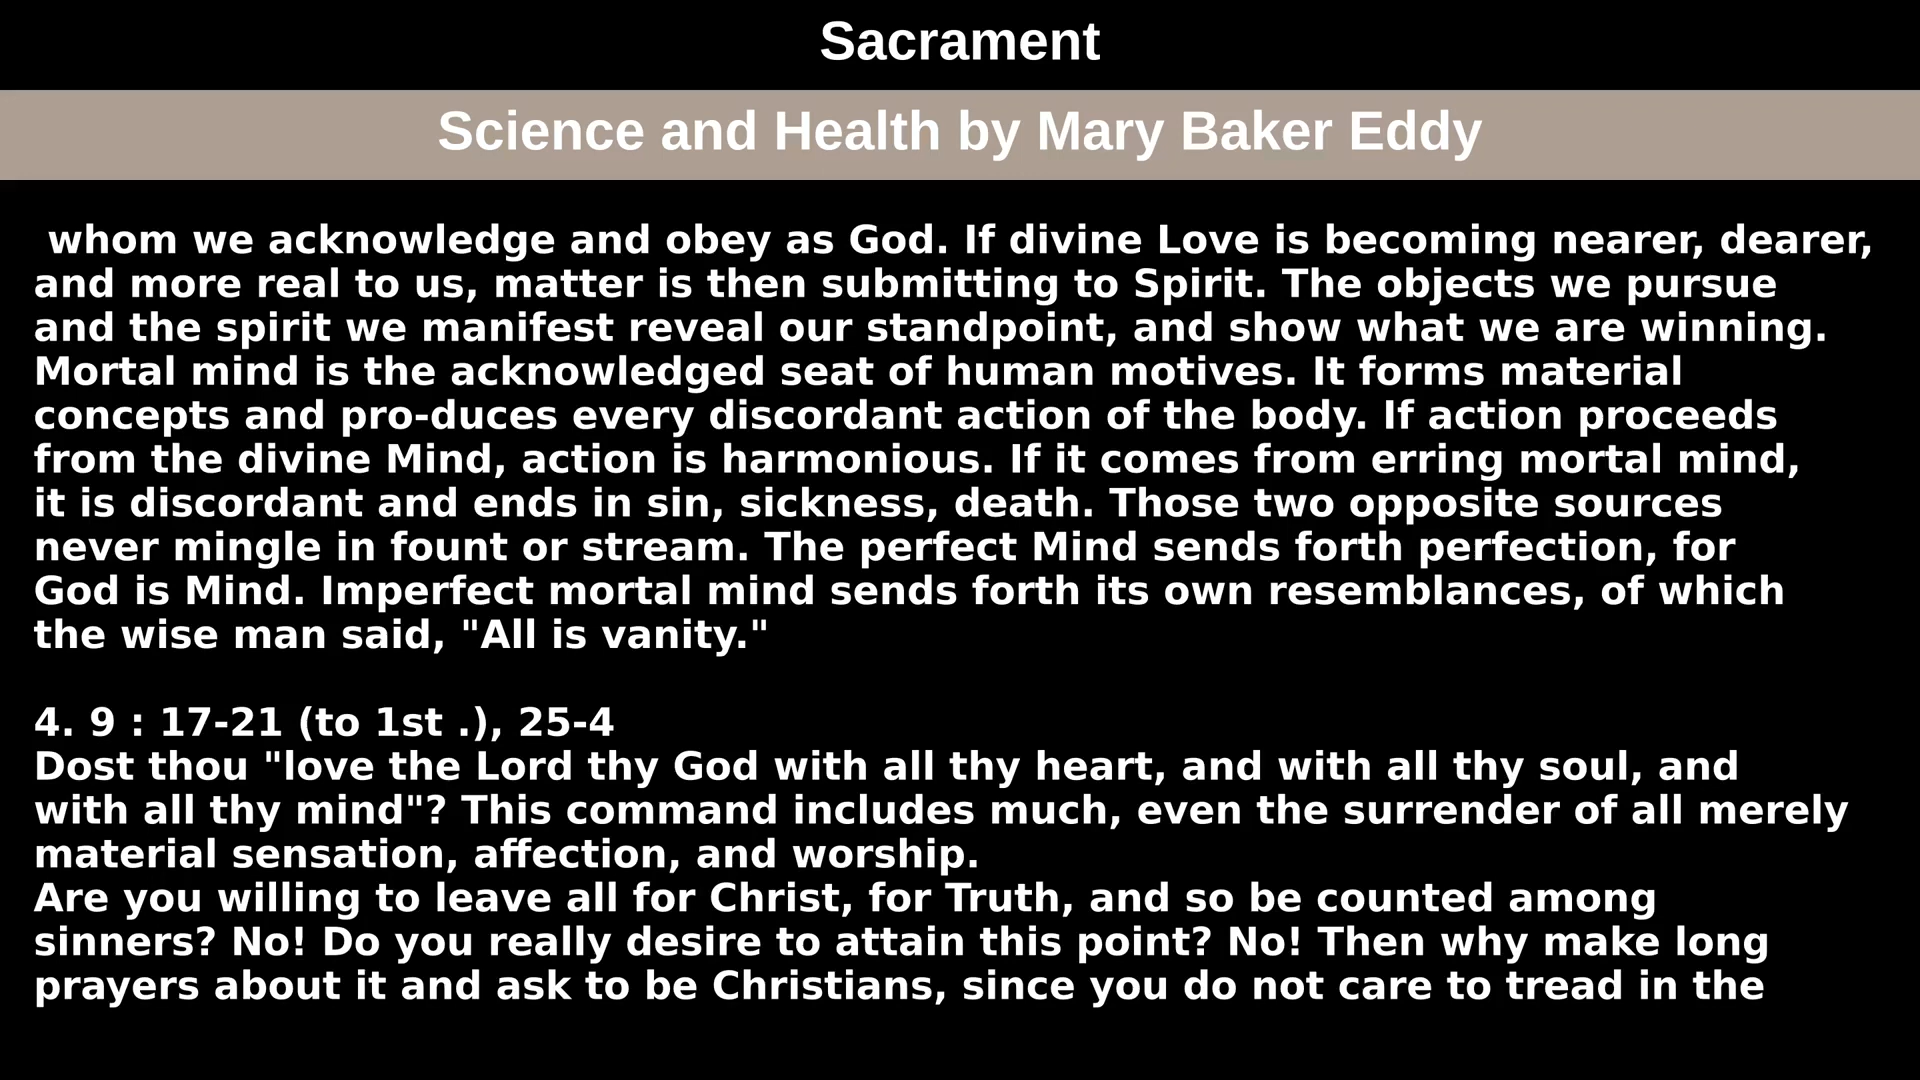 Sacrament
Science and Health by Mary Baker Eddy
whom we acknowledge and obey as God. If divine Love is becoming nearer, dearer,
and more real to us, matter is then submitting to Spirit. The objects we pursue
and the spirit we manifest reveal our standpoint, and show what we are winning.
Mortal mind is the acknowledged seat of human motives. It forms material
concepts and pro-duces every discordant action of the body. If action proceeds
from the divine Mind, action is harmonious. If it comes from erring mortal mind,
it is discordant and ends in sin, sickness, death. Those two opposite sources
never mingle in fount or stream. The perfect Mind sends forth perfection, for
God is Mind. Imperfect mortal mind sends forth its own resemblances, of which
the wise man said, "All is vanity."
4. 9 : 17-21 (to 1st .), 25-4
Dost thou "love the Lord thy God with all thy heart, and with all thy soul, and
with all thy mind"? This command includes much, even the surrender of all merely
material sensation, affection, and worship.
Are you willing to leave all for Christ, for Truth, and so be counted among
sinners? No! Do you really desire to attain this point? No! Then why make long
prayers about it and ask to be Christians, since you do not care to tread in the